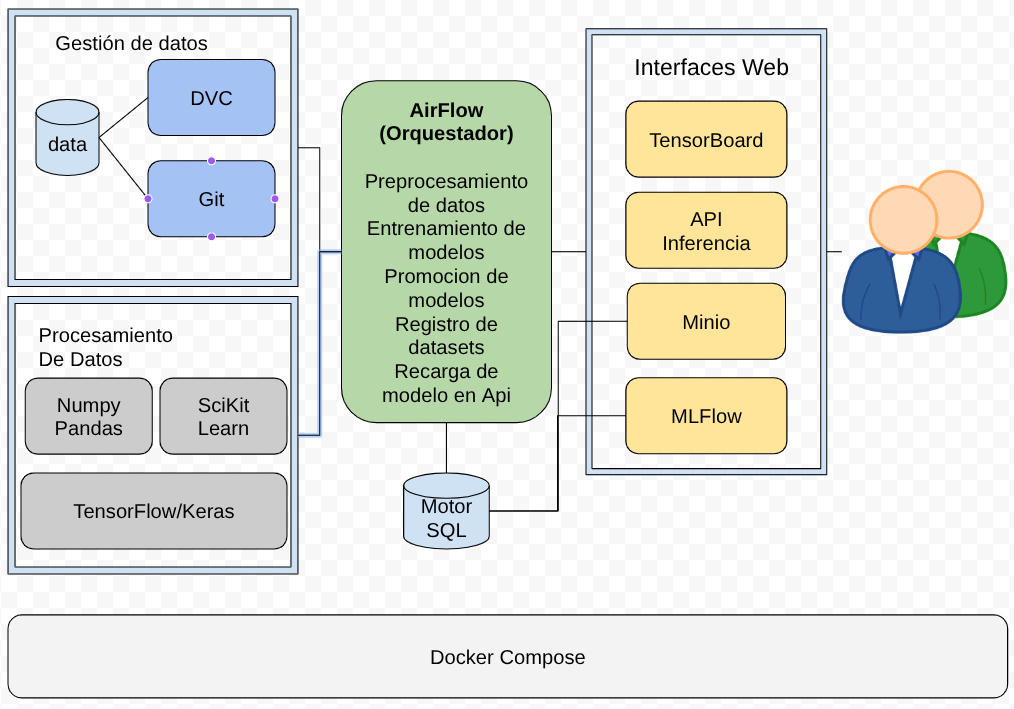 Gestión de datos
data
DVC
Git
Procesamiento
De Datos
Numpy
Pandas
SciKit
Learn
TensorFlow/Keras
AirFlow
(Orquestador)
Preprocesamiento
de datos
Entrenamiento de
modelos
Promocion de
modelos
Registro de
datasets
Recarga de
modelo en Api
Motor
SQL
Interfaces Web
TensorBoard
API
Inferencia
Minio
MLFlow
Docker Compose